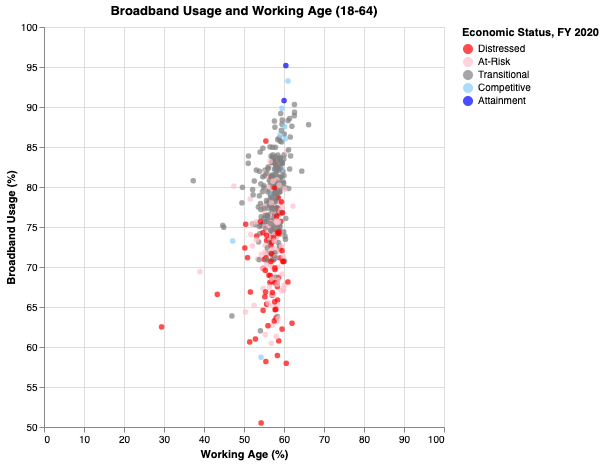 Broadband Usage and Working Age (18-64)
Economic Status, FY 2020
Distressed
At-Risk
Transitional
Competitive
Attainment
Broadband Usage (%)
100
95
90
85
80
75
70
65
60
55
50
0 10 20 30 40 50 60 70 80 90 100
Working Age (%)